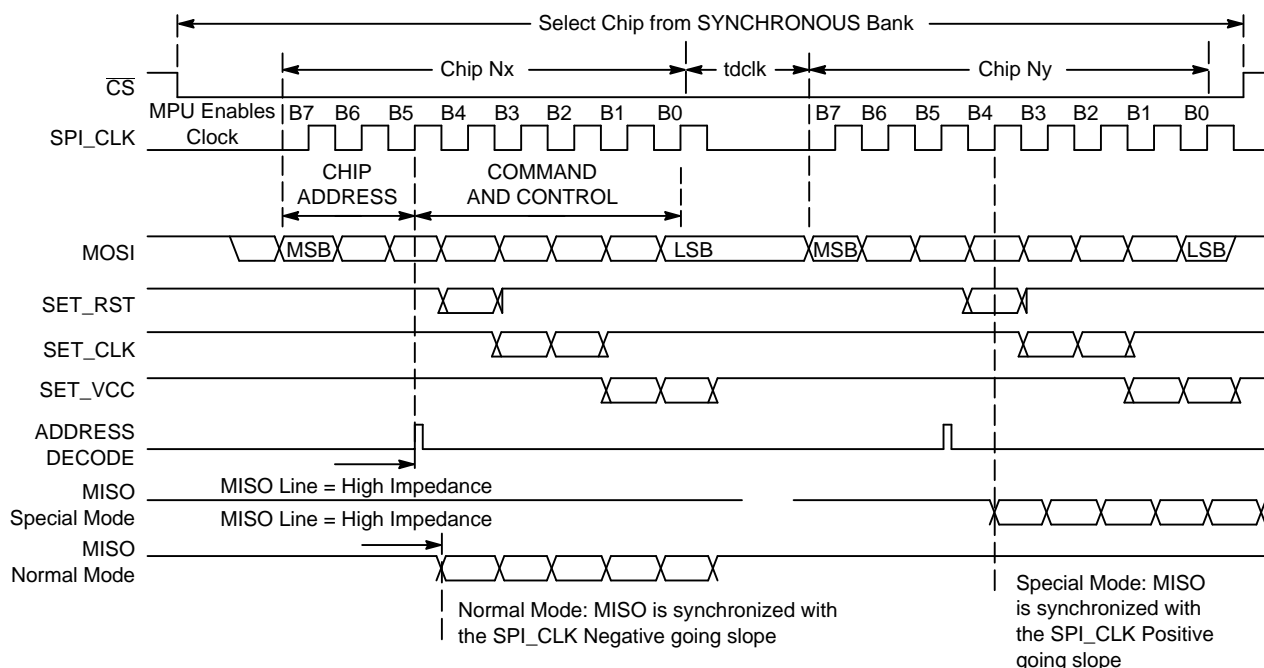 Select Chip from SYNCHRONOUS Bank
Chip Nx
tdclk
Chip Ny
CS
MPU Enables
Clock
B7 B6 B5 B4 B3 B2 B1 B0
B7 B6 B5 B4 B3 B2 B1 B0
SPI_CLK
CHIP
ADDRESS
COMMAND
AND CONTROL
MOSI
MSB
LSB
MSB
LSB
SET_RST
SET_CLK
SET_VCC
ADDRESS
DECODE
MISO Line = High Impedance
MISO
Special Mode
MISO Line = High Impedance
MISO
Normal Mode
Normal Mode: MISO is synchronized with
the SPI_CLK Negative going slope
Special Mode: MISO
is synchronized with
the SPI_CLK Positive
going slope